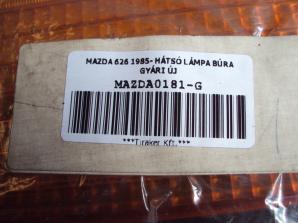 MAZDA 626 1985- HÁTSÓ LÁMPA BÚRA
GYÁRI ÚJ
MAZDA0181-G
***Tiraker Kft.***